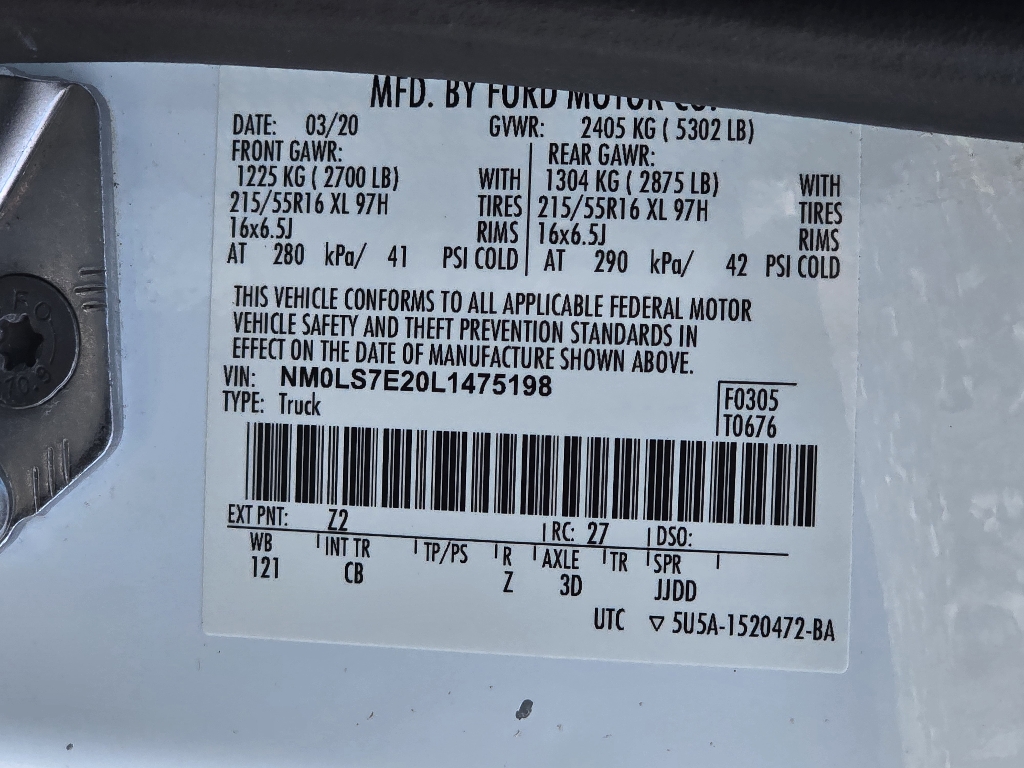 MFD. BY FORD MOTOR CO.
DATE: 03/20 GVWR: 2405 KG ( 5302 LB)
FRONT GAWR: REAR GAWR:
1225 KG ( 2700 LB) WITH 1304 KG ( 2875 LB) WITH
215/55R16 XL 97H TIRES 215/55R16 XL 97H TIRES
16x6.5J RIMS 16x6.5J RIMS
AT 280 kPa/ 41 PSI COLD AT 290 kPa/ 42 PSI COLD
THIS VEHICLE CONFORMS TO ALL APPLICABLE FEDERAL MOTOR
VEHICLE SAFETY AND THEFT PREVENTION STANDARDS IN
EFFECT ON THE DATE OF MANUFACTURE SHOWN ABOVE.
VIN: NM0LS7E20L1475198
TYPE: Truck
F0305
T0676
EXT PNT: Z2 RC: 27 DSO:
WB INT TR TP/PS R AXLE TR SPR
121 CB Z 3D JJDD
UTC ▽ 5U5A-1520472-BA